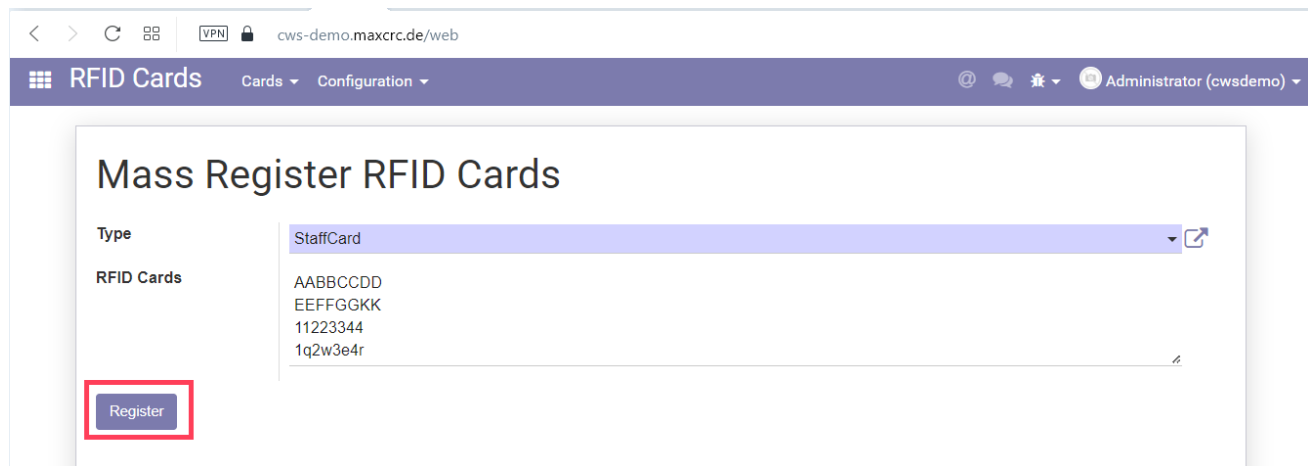 VPN cws-demo.maxcrc.de/web
RFID Cards Cards Configuration @ Administrator (cwsdemo)
Mass Register RFID Cards
Type StaffCard
RFID Cards AABBCCDD
EEFFGGKK
11223344
1q2w3e4r
Register